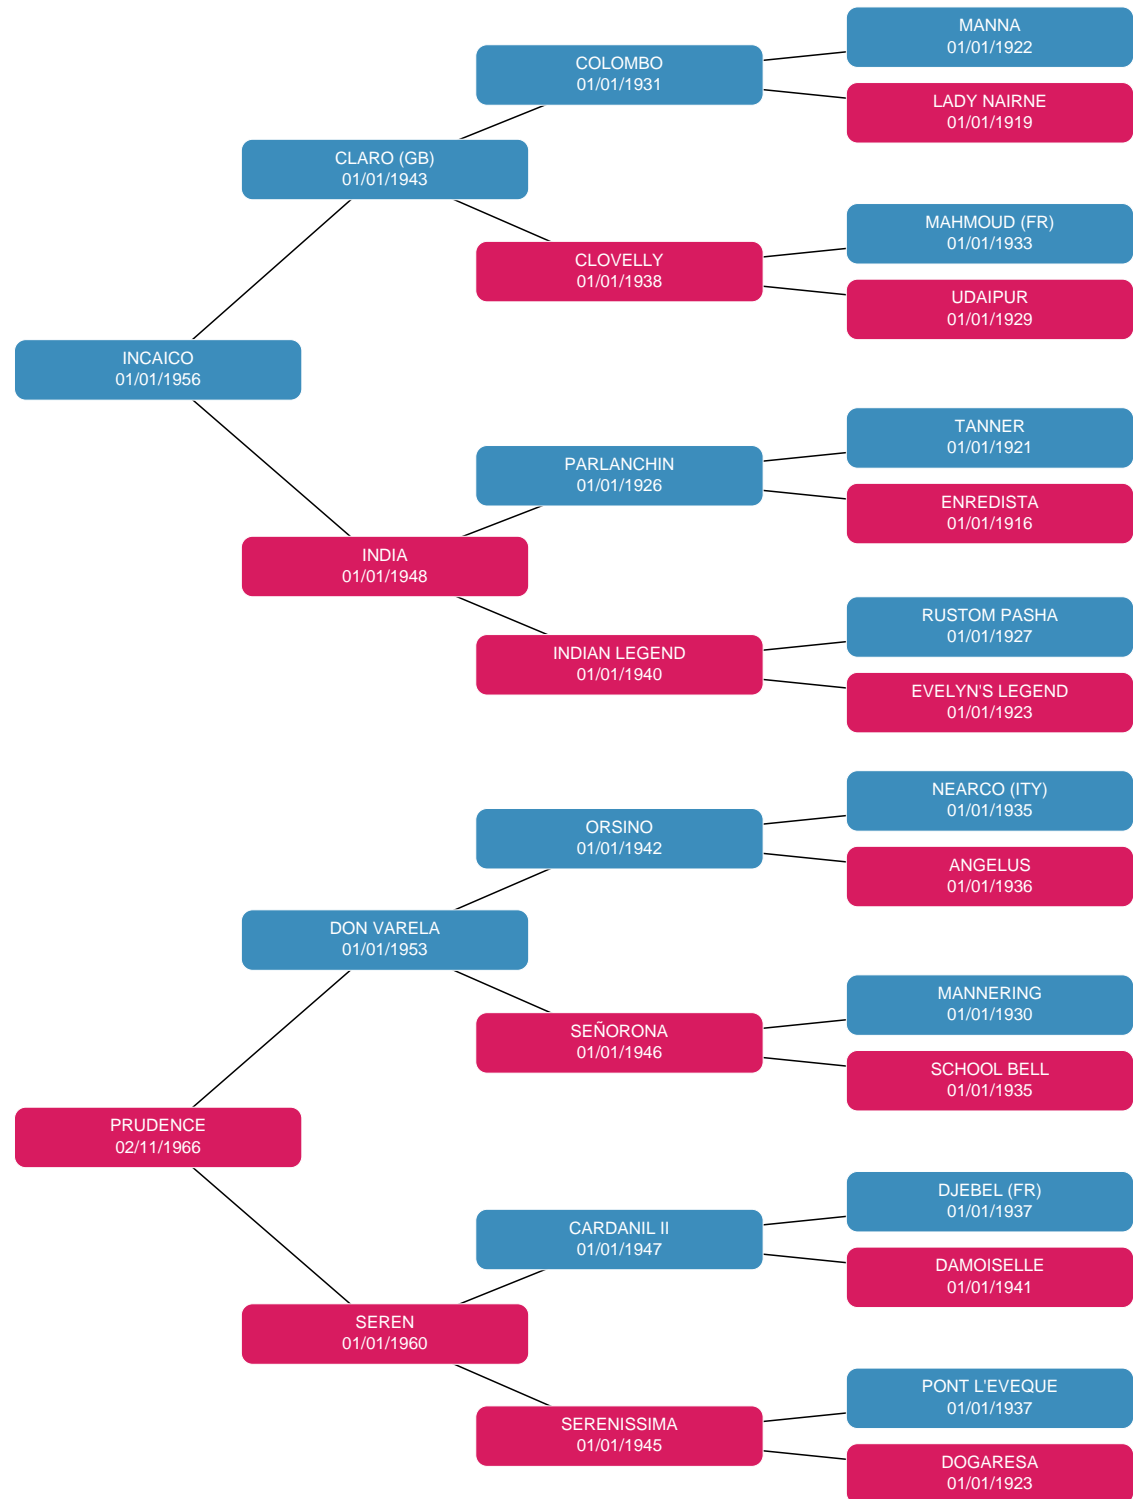 MANNA
01/01/1922
COLOMBO
01/01/1931
LADY NAIRNE
01/01/1919
CLARO (GB)
01/01/1943
MAHMOUD (FR)
01/01/1933
CLOVELLY
01/01/1938
UDAIPUR
01/01/1929
INCAICO
01/01/1956
TANNER
01/01/1921
PARLANCHIN
01/01/1926
ENREDISTA
01/01/1916
INDIA
01/01/1948
RUSTOM PASHA
01/01/1927
INDIAN LEGEND
01/01/1940
EVELYN'S LEGEND
01/01/1923
NEARCO (ITY)
01/01/1935
ORSINO
01/01/1942
ANGELUS
01/01/1936
DON VARELA
01/01/1953
MANNERING
01/01/1930
SEÑORONA
01/01/1946
SCHOOL BELL
01/01/1935
PRUDENCE
02/11/1966
DJEBEL (FR)
01/01/1937
CARDANIL II
01/01/1947
DAMOISELLE
01/01/1941
SEREN
01/01/1960
PONT L'EVEQUE
01/01/1937
SERENISSIMA
01/01/1945
DOGARESA
01/01/1923